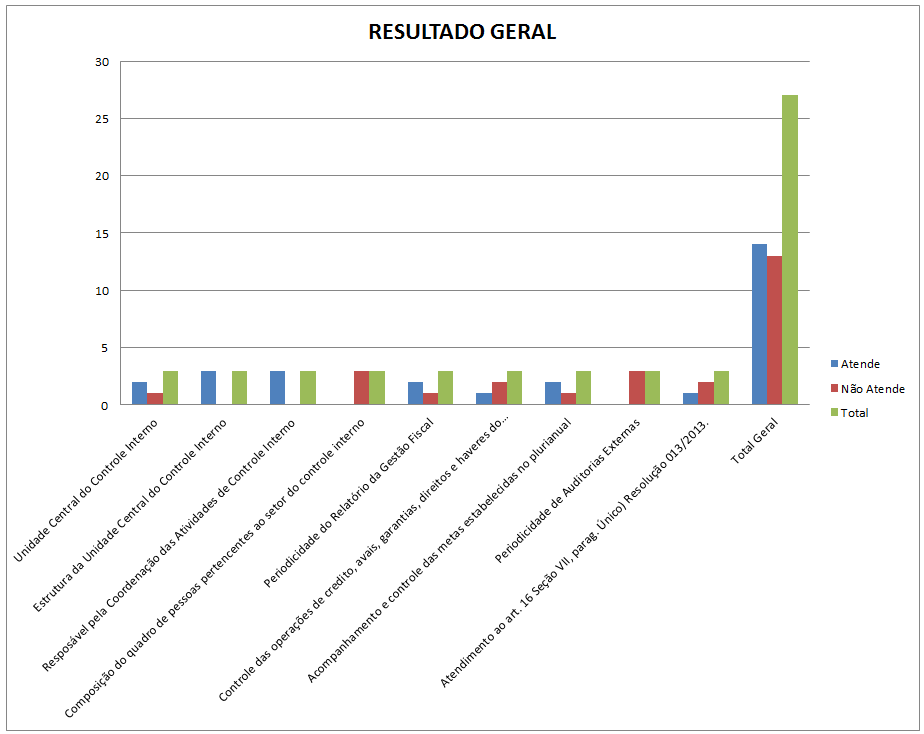 RESULTADO GERAL
30
25
20
15
10
5
0
Atende
Não Atende
Total
Unidade Central do Controle Interno
Estrutura da Unidade Central do Controle Interno
Resposável pela Coordenação das Atividades de Controle Interno
Composição do quadro de pessoas pertencentes ao setor do controle interno
Periodicidade do Relatório da Gestão Fiscal
Controle das operações de credito, avais, garantias, direitos e haveres do...
Acompanhamento e controle das metas estabelecidas no plurianual
Periodicidade de Auditorias Externas
Atendimento ao art. 16 Seção VII, parag. Único) Resolução 013/2013.
Total Geral